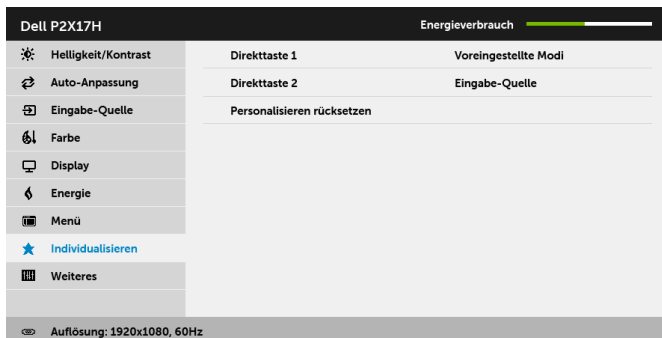 Dell P2X17H Energieverbrauch
Helligkeit/Kontrast Direkttaste 1 Voreingestellte Modi
Auto-Anpassung Direkttaste 2 Eingabe-Quelle
Eingabe-Quelle Personalisieren rücksetzen
Farbe
Display
Energie
Menü
Individualisieren
Weiteres
Auflösung: 1920x1080, 60Hz